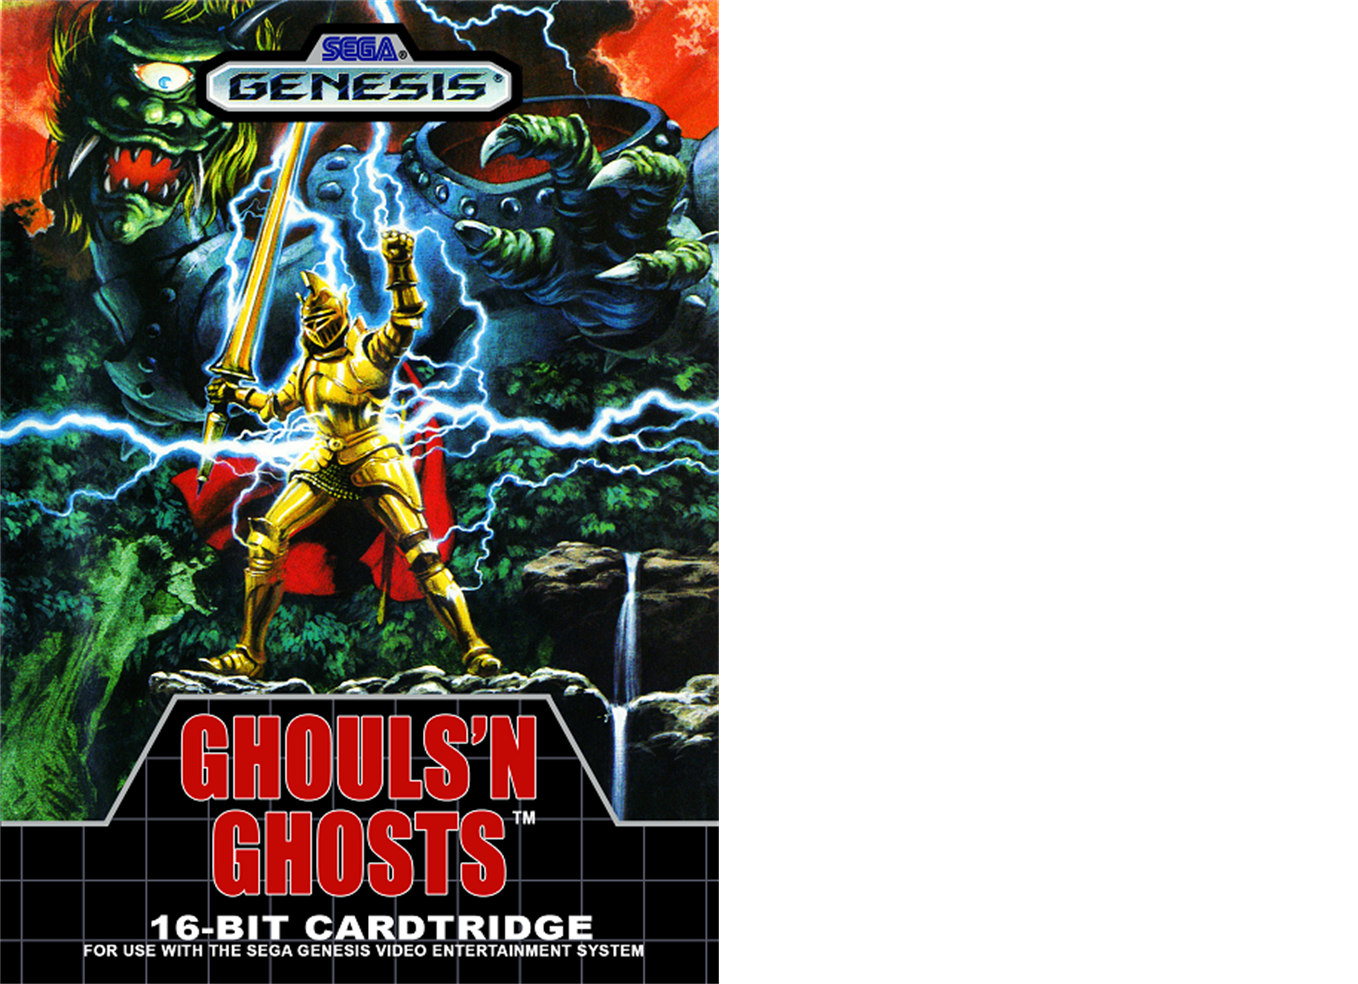 SEGA®
GENESIS®
GHOULS'N
GHOSTS™
16-BIT CARDTRIDGE
FOR USE WITH THE SEGA GENESIS VIDEO ENTERTAINMENT SYSTEM